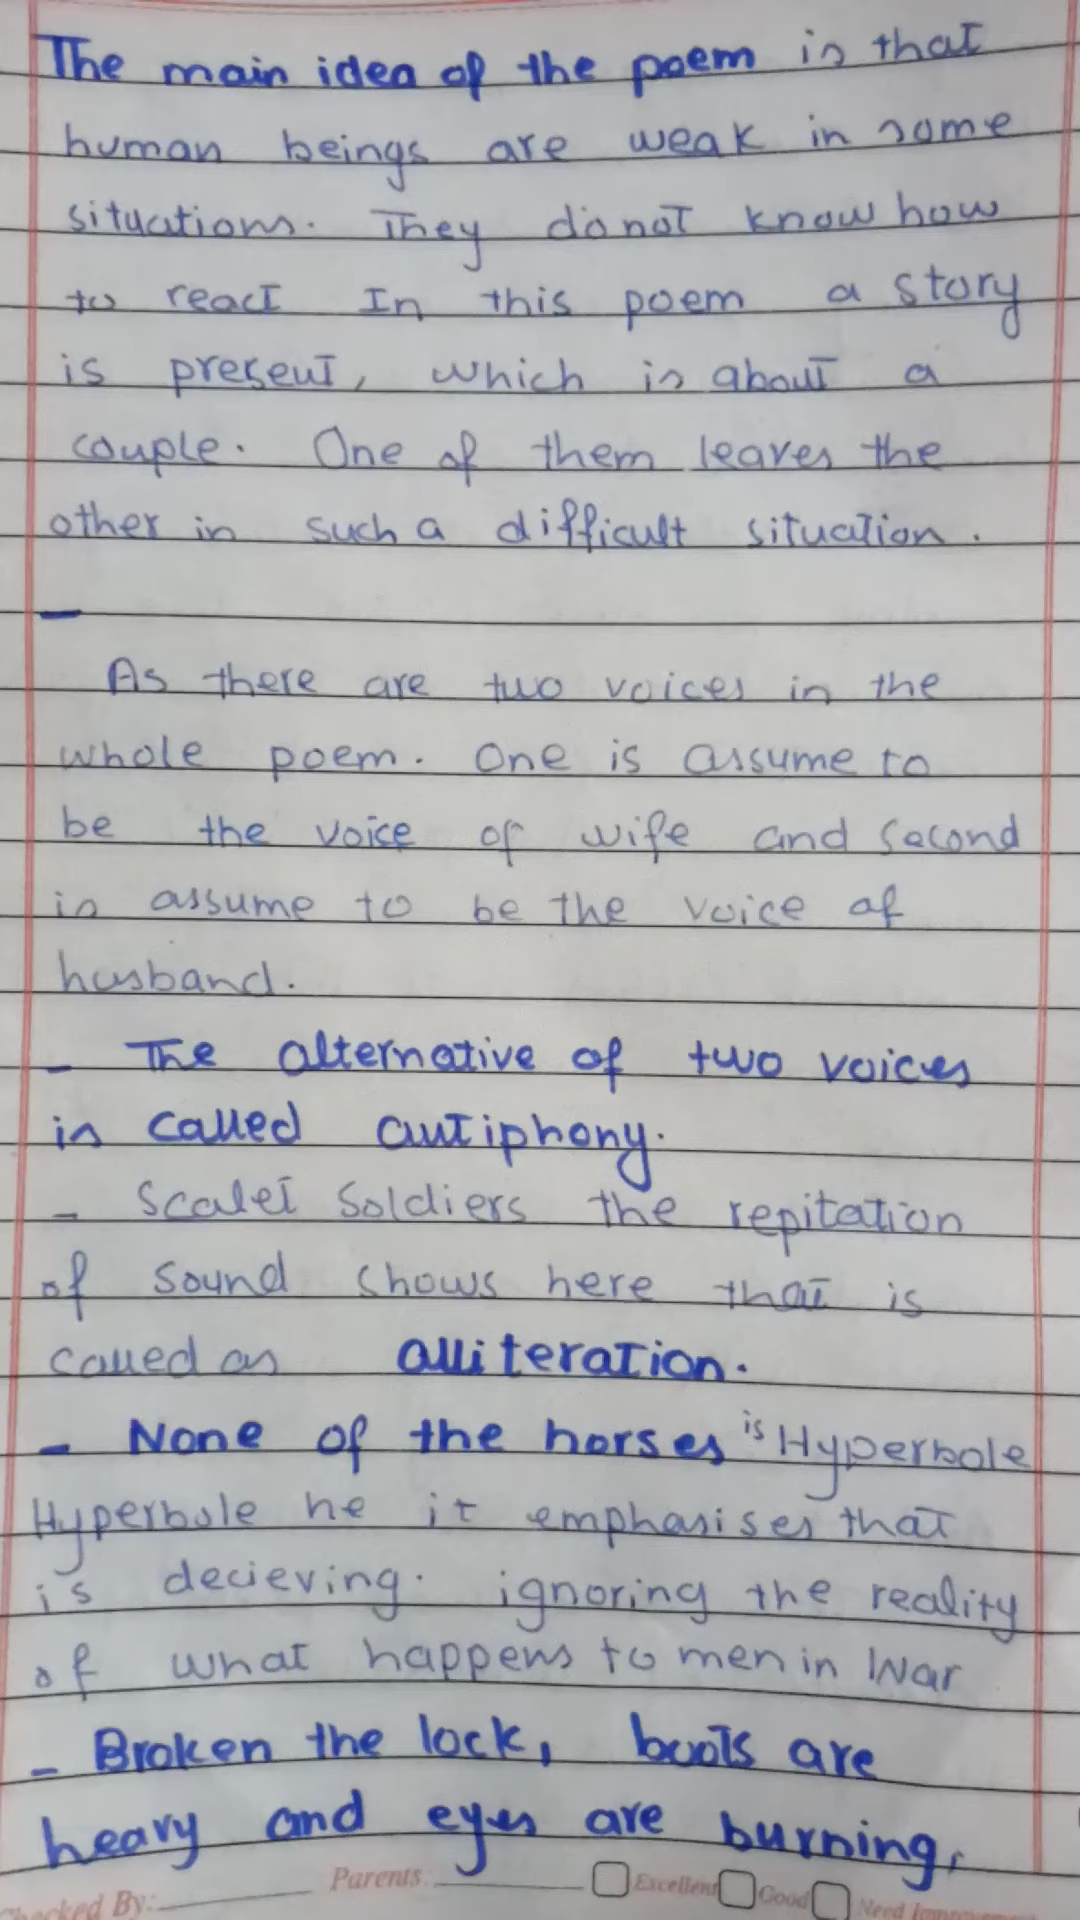 The main idea of the poem is that
human beings are weak in some
situations. They do not know how
to react In this poem a story
is present, which is about a
couple. One of them leaves the
other in such a difficult situation.
-
As there are two voices in the
whole poem. One is assume to
be the voice of wife and second
is assume to be the voice of
husband.
- The alternative of two voices
is called antiphony.
- Scalet Soldiers the repitation
of sound shows here that is
called as alliteration.
- None of the horses is Hyperbole
Hyperbole he it emphasises that
is decieving. ignoring the reality
of what happens to men in War
- Broken the lock, boots are
heavy and eyes are burning,
Checked By: Parents: Excellent Good Need Improvement